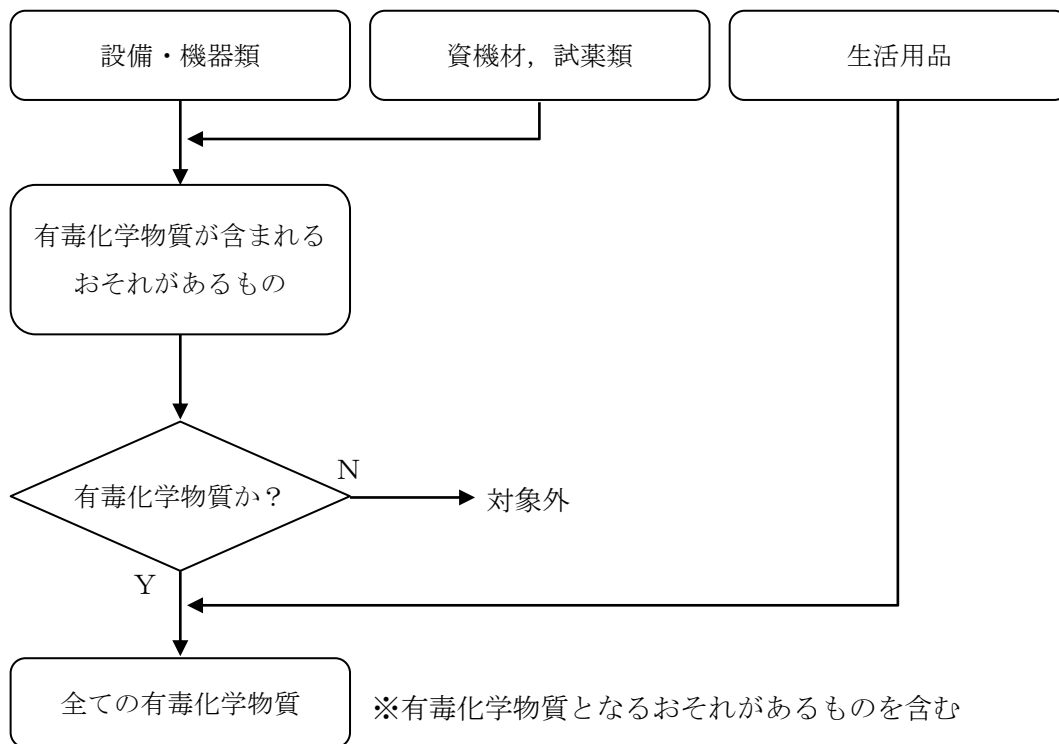 設備・機器類
資機材，試薬類
生活用品
有毒化学物質が含まれる
おそれがあるもの
有毒化学物質か？
N
対象外
Y
全ての有毒化学物質
※有毒化学物質となるおそれがあるものを含む